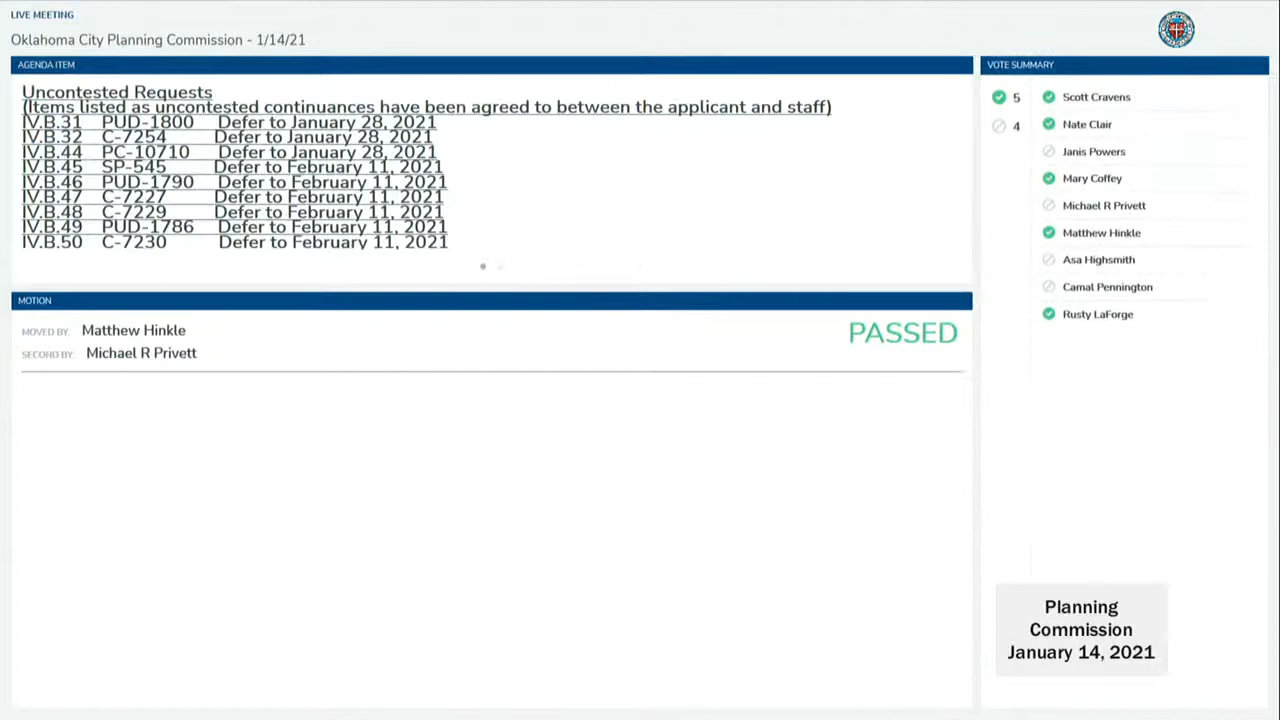 LIVE MEETING
Oklahoma City Planning Commission - 1/14/21
AGENDA ITEM
Uncontested Requests
(Items listed as uncontested continuances have been agreed to between the applicant and staff)
IV.B.31 PUD-1800 Defer to January 28, 2021
IV.B.32 C-7254 Defer to January 28, 2021
IV.B.44 PC-10710 Defer to January 28, 2021
IV.B.45 SP-545 Defer to February 11, 2021
IV.B.46 PUD-1790 Defer to February 11, 2021
IV.B.47 C-7227 Defer to February 11, 2021
IV.B.48 C-7229 Defer to February 11, 2021
IV.B.49 PUD-1786 Defer to February 11, 2021
IV.B.50 C-7230 Defer to February 11, 2021
MOTION
MOVED BY: Matthew Hinkle
SECOND BY: Michael R Privett
PASSED
VOTE SUMMARY
5
4
Scott Cravens
Nate Clair
Janis Powers
Mary Coffey
Michael R Privett
Matthew Hinkle
Asa Highsmith
Camal Pennington
Rusty LaForge
Planning
Commission
January 14, 2021